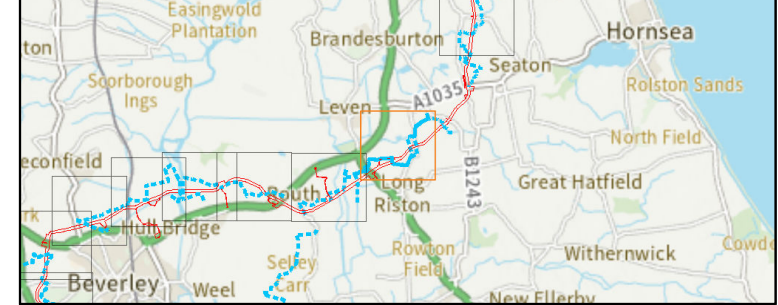 Easingwold
Plantation
Brandesburton
Hornsea
ton
Seaton
Scorborough
Ings
Leven
A1035
Rolston Sands
North Field
econfield
B1243
Routh
Long
Riston
Great Hatfield
rk
Hull Bridge
Rowton
Field
Withernwick
Cowde
Selley
Carr
Beverley
Weel
New Ellerby